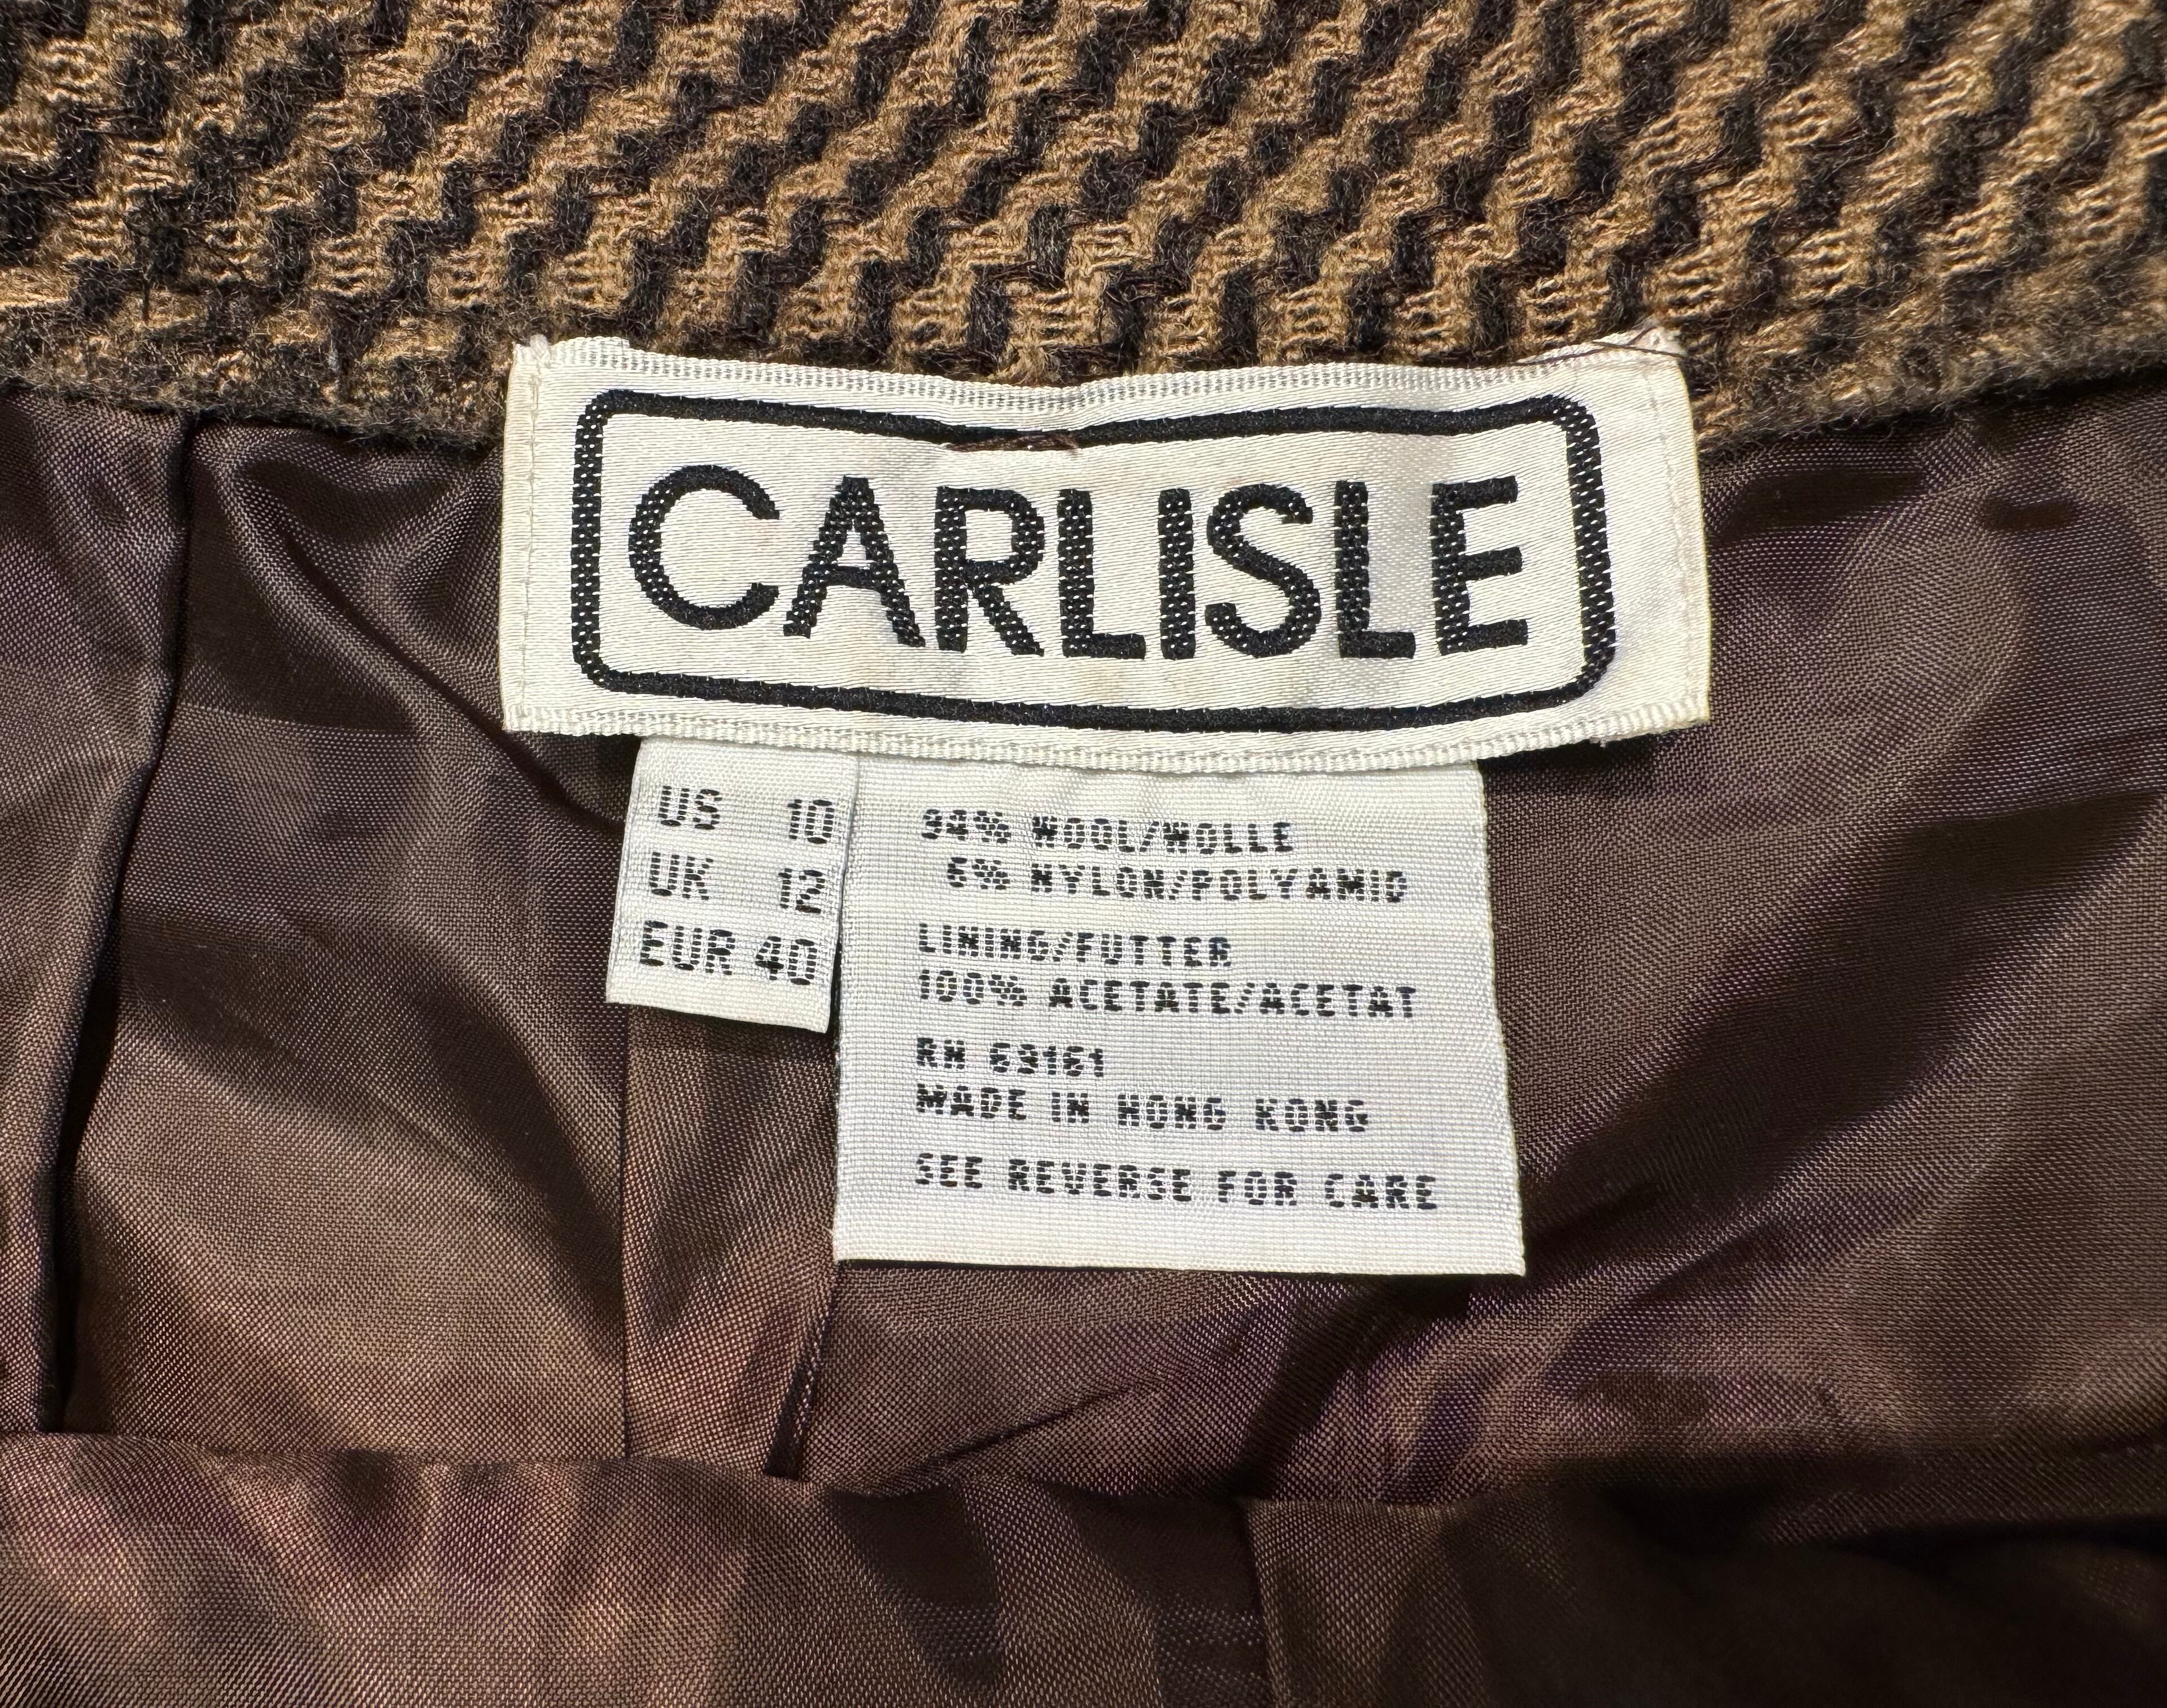 CARLISLE
US 10
UK 12
EUR 40
94% WOOL/WOLLE
6% NYLON/POLYAMID
LINING/FUTTER
100% ACETATE/ACETAT
RN 69161
MADE IN HONG KONG
SEE REVERSE FOR CARE